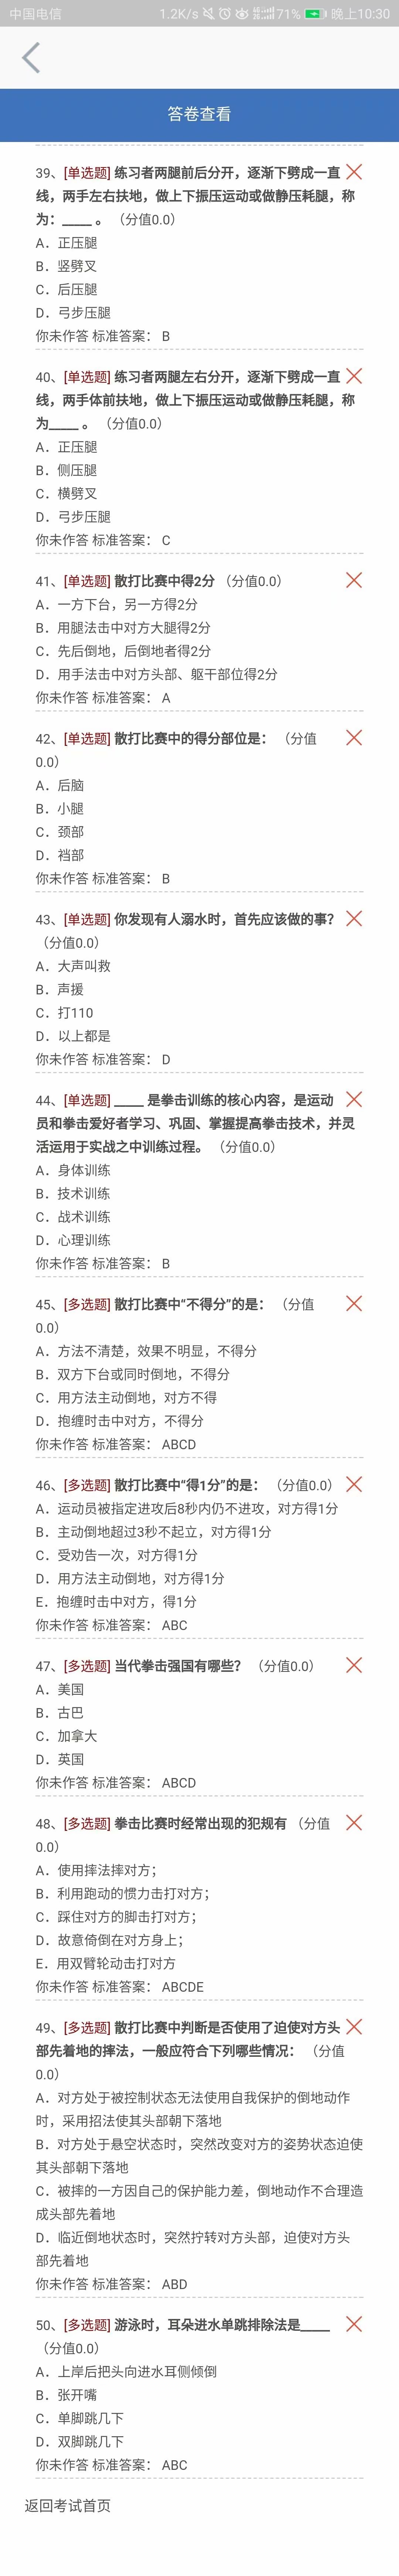 中国电信 1.2K/s 71% 晚上10:30
答卷查看
39、[单选题] 练习者两腿前后分开，逐渐下劈成一直
线，两手左右扶地，做上下振压运动或做静压耗腿，称
为：____ 。 （分值0.0）
A．正压腿
B．竖劈叉
C．后压腿
D．弓步压腿
你未作答 标准答案： B
40、[单选题] 练习者两腿左右分开，逐渐下劈成一直
线，两手体前扶地，做上下振压运动或做静压耗腿，称
为____ 。 （分值0.0）
A．正压腿
B．侧压腿
C．横劈叉
D．弓步压腿
你未作答 标准答案： C
41、[单选题] 散打比赛中得2分 （分值0.0）
A．一方下台，另一方得2分
B．用腿法击中对方大腿得2分
C．先后倒地，后倒地者得2分
D．用手法击中对方头部、躯干部位得2分
你未作答 标准答案： A
42、[单选题] 散打比赛中的得分部位是： （分值
0.0）
A．后脑
B．小腿
C．颈部
D．裆部
你未作答 标准答案： B
43、[单选题] 你发现有人溺水时，首先应该做的事？
（分值0.0）
A．大声叫救
B．声援
C．打110
D．以上都是
你未作答 标准答案： D
44、[单选题] ____ 是拳击训练的核心内容，是运动
员和拳击爱好者学习、巩固、掌握提高拳击技术，并灵
活运用于实战之中训练过程。 （分值0.0）
A．身体训练
B．技术训练
C．战术训练
D．心理训练
你未作答 标准答案： B
45、[多选题] 散打比赛中“不得分”的是： （分值
0.0）
A．方法不清楚，效果不明显，不得分
B．双方下台或同时倒地，不得分
C．用方法主动倒地，对方不得
D．抱缠时击中对方，不得分
你未作答 标准答案： ABCD
46、[多选题] 散打比赛中“得1分”的是： （分值0.0）
A．运动员被指定进攻后8秒内仍不进攻，对方得1分
B．主动倒地超过3秒不起立，对方得1分
C．受劝告一次，对方得1分
D．用方法主动倒地，对方得1分
E．抱缠时击中对方，得1分
你未作答 标准答案： ABC
47、[多选题] 当代拳击强国有哪些？ （分值0.0）
A．美国
B．古巴
C．加拿大
D．英国
你未作答 标准答案： ABCD
48、[多选题] 拳击比赛时经常出现的犯规有 （分值
0.0）
A．使用摔法摔对方；
B．利用跑动的惯力击打对方；
C．踩住对方的脚击打对方；
D．故意倚倒在对方身上；
E．用双臂轮动击打对方
你未作答 标准答案： ABCDE
49、[多选题] 散打比赛中判断是否使用了迫使对方头
部先着地的摔法，一般应符合下列哪些情况： （分值
0.0）
A．对方处于被控制状态无法使用自我保护的倒地动作
时，采用招法使其头部朝下落地
B．对方处于悬空状态时，突然改变对方的姿势状态迫使
其头部朝下落地
C．被摔的一方因自己的保护能力差，倒地动作不合理造
成头部先着地
D．临近倒地状态时，突然拧转对方头部，迫使对方头
部先着地
你未作答 标准答案： ABD
50、[多选题] 游泳时，耳朵进水单跳排除法是____
（分值0.0）
A．上岸后把头向进水耳侧倾倒
B．张开嘴
C．单脚跳几下
D．双脚跳几下
你未作答 标准答案： ABC
返回考试首页